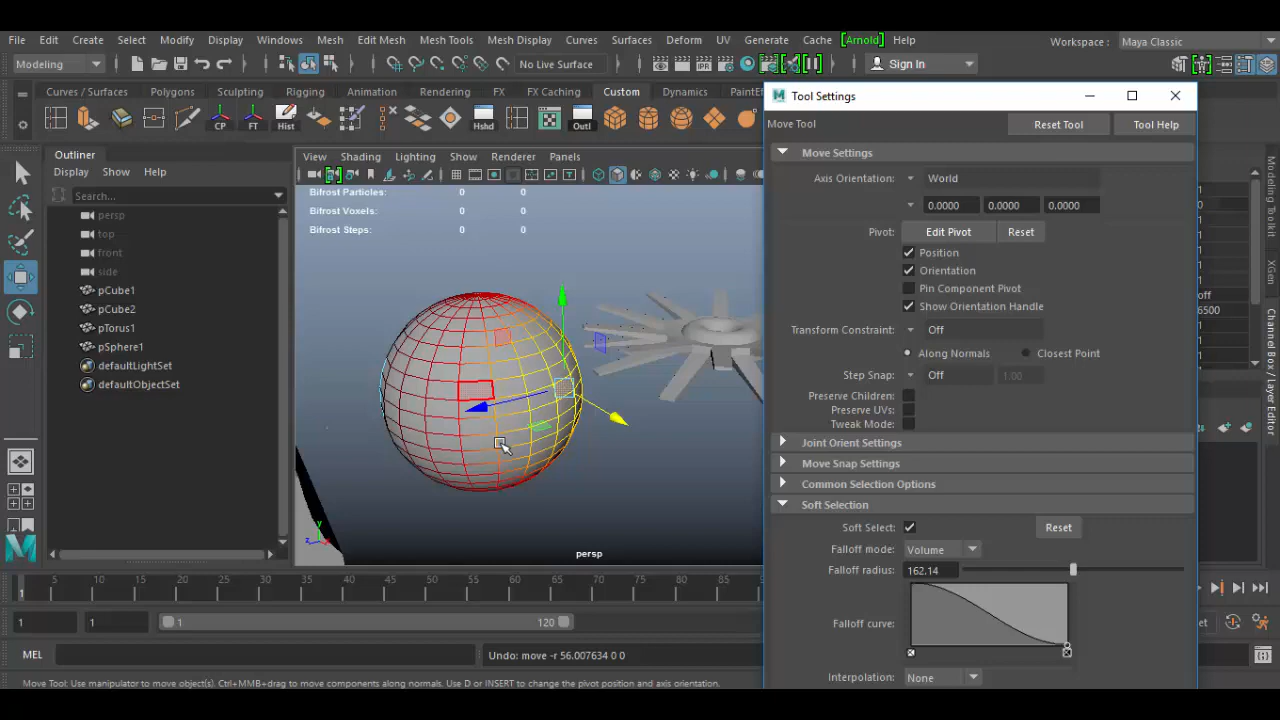 File Edit Create Select Modify Display Windows Mesh Edit Mesh Mesh Tools Mesh Display Curves Surfaces Deform UV Generate Cache [Arnold] Help Workspace : Maya Classic
Modeling No Live Surface Sign In
Curves / Surfaces Polygons Sculpting Rigging Animation Rendering FX FX Caching Custom Dynamics PaintEf
CP FT Hist Hshd Outl
Tool Settings
Move Tool Reset Tool Tool Help
Outliner
Display Show Help
Search...
persp
top
front
side
pCube1
pCube2
pTorus1
pSphere1
defaultLightSet
defaultObjectSet
View Shading Lighting Show Renderer Panels
Bifrost Particles: 0 0
Bifrost Voxels: 0 0
Bifrost Steps: 0 0
y
z
persp
Move Settings
Axis Orientation: World
0.0000 0.0000 0.0000
Pivot: Edit Pivot Reset
Position
Orientation
Pin Component Pivot
Show Orientation Handle
Transform Constraint: Off
Along Normals Closest Point
Step Snap: Off 1.00
Preserve Children:
Preserve UVs:
Tweak Mode:
Joint Orient Settings
Move Snap Settings
Common Selection Options
Soft Selection
Soft Select: Reset
Falloff mode: Volume
Falloff radius: 162.14
Falloff curve:
Interpolation: None
off
6500
Modeling Toolkit
XGen
Channel Box / Layer Editor
5 10 15 20 25 30 35 40 45 50 55 60 65 70 75 80 85 90
1
1 1 1 120
MEL Undo: move -r 56.007634 0 0
Move Tool: Use manipulator to move object(s). Ctrl+MMB+drag to move components along normals. Use D or INSERT to change the pivot position and axis orientation.